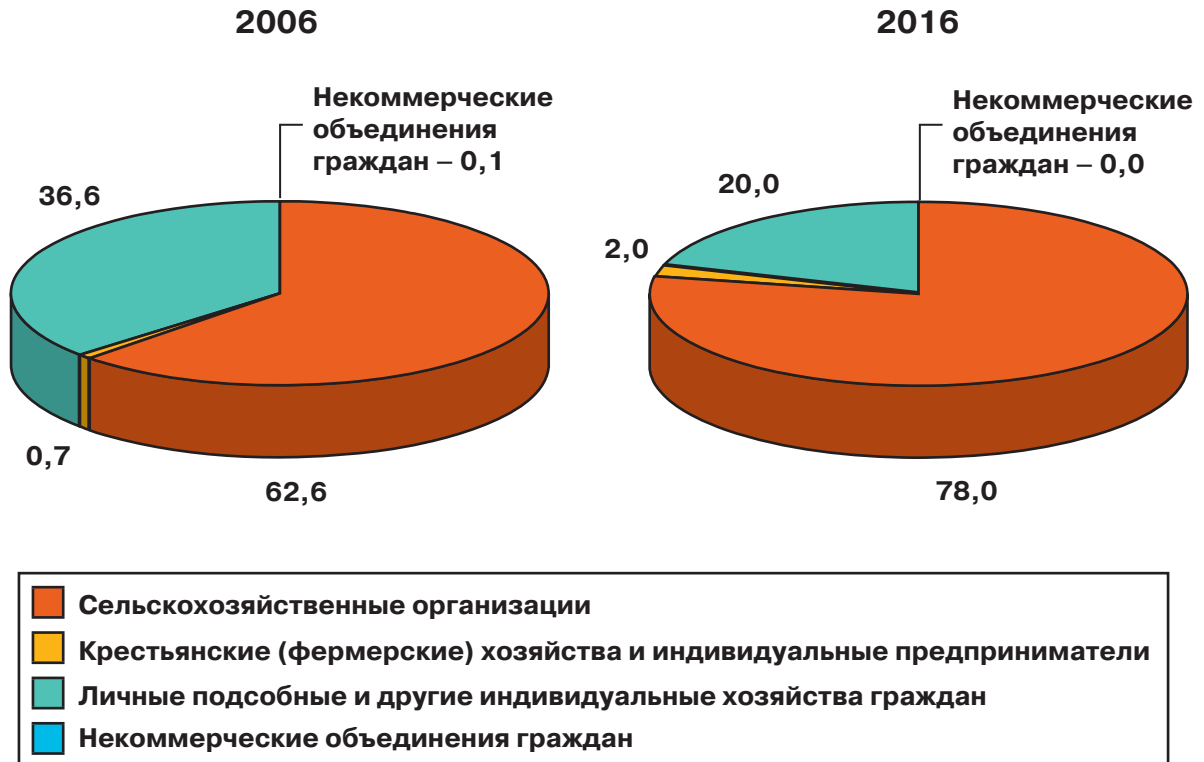 2006
Некоммерческие
объединения
граждан – 0,1
36,6
0,7
62,6
2016
Некоммерческие
объединения
граждан – 0,0
20,0
2,0
78,0
Сельскохозяйственные организации
Крестьянские (фермерские) хозяйства и индивидуальные предприниматели
Личные подсобные и другие индивидуальные хозяйства граждан
Некоммерческие объединения граждан